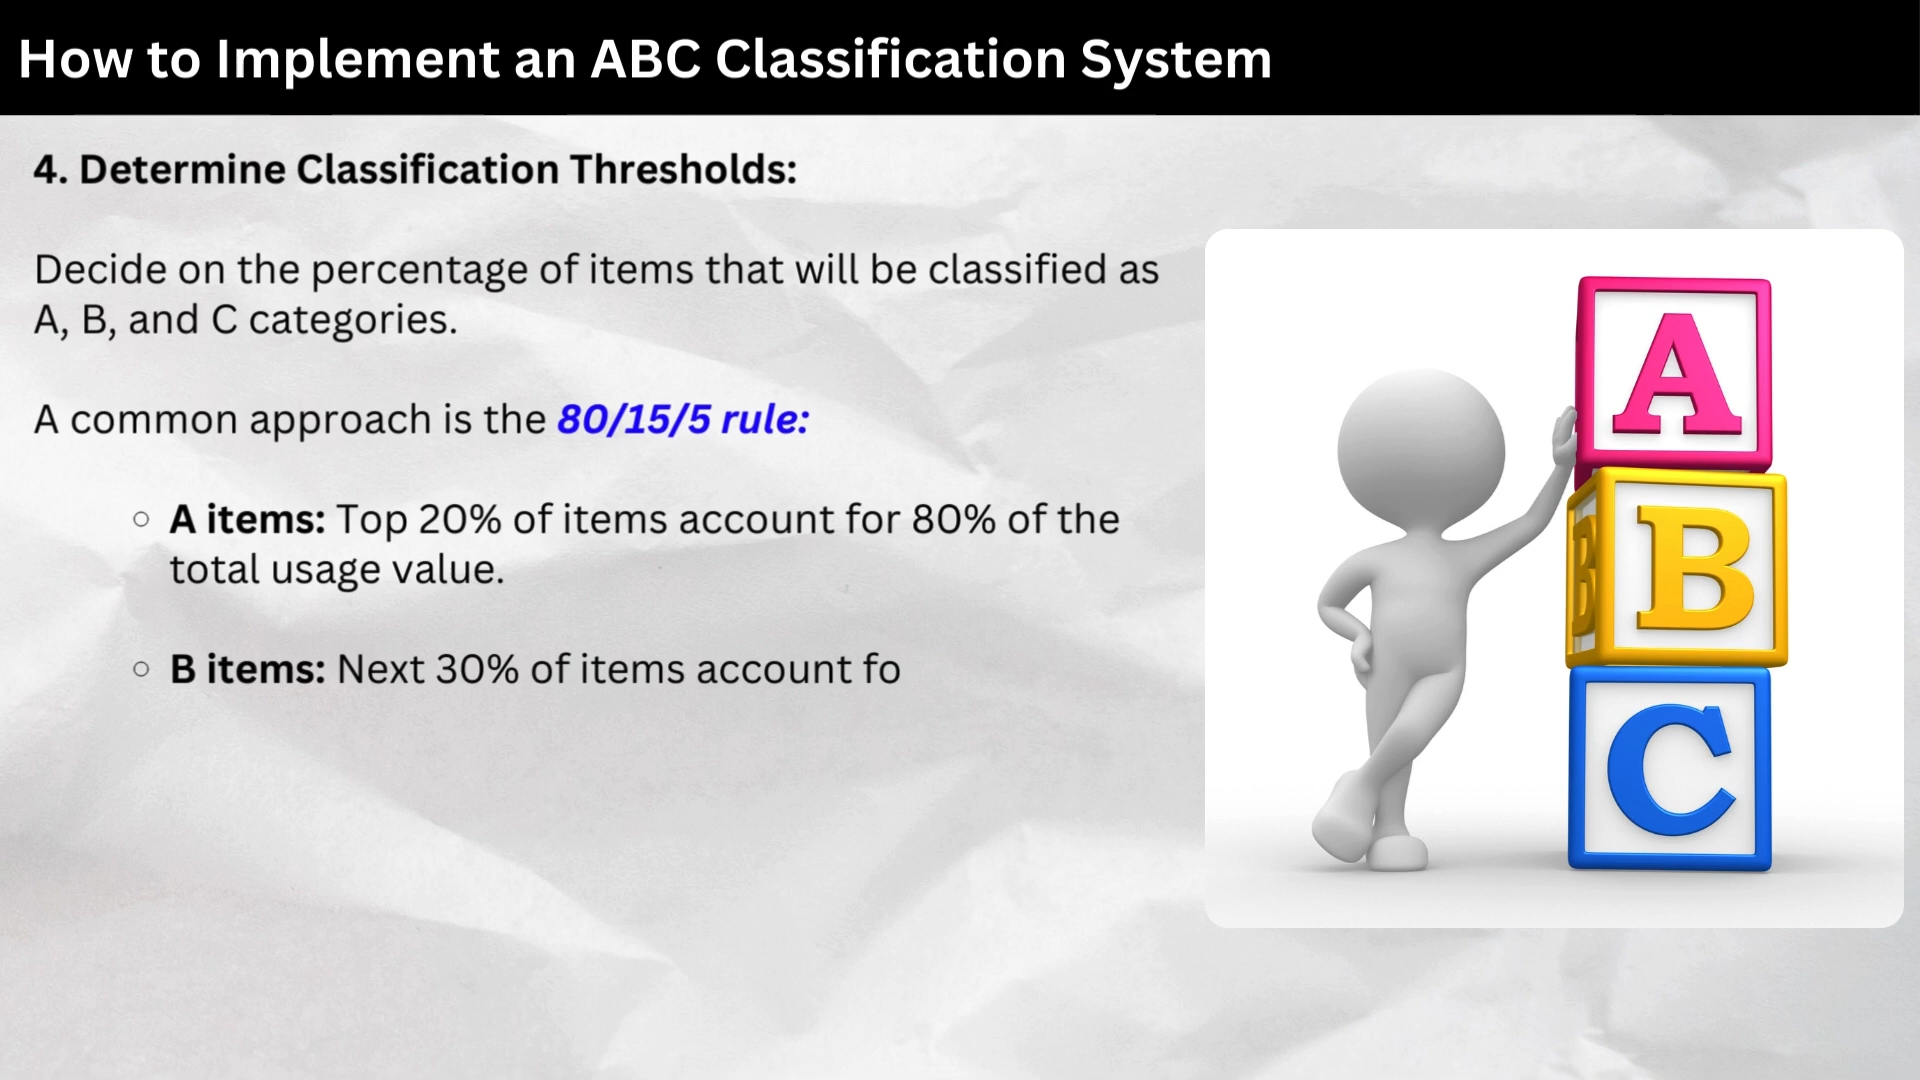 How to Implement an ABC Classification System
4. Determine Classification Thresholds:
Decide on the percentage of items that will be classified as
A, B, and C categories.
A common approach is the 80/15/5 rule:
A items: Top 20% of items account for 80% of the
total usage value.
B items: Next 30% of items account fo
A
B
B
C